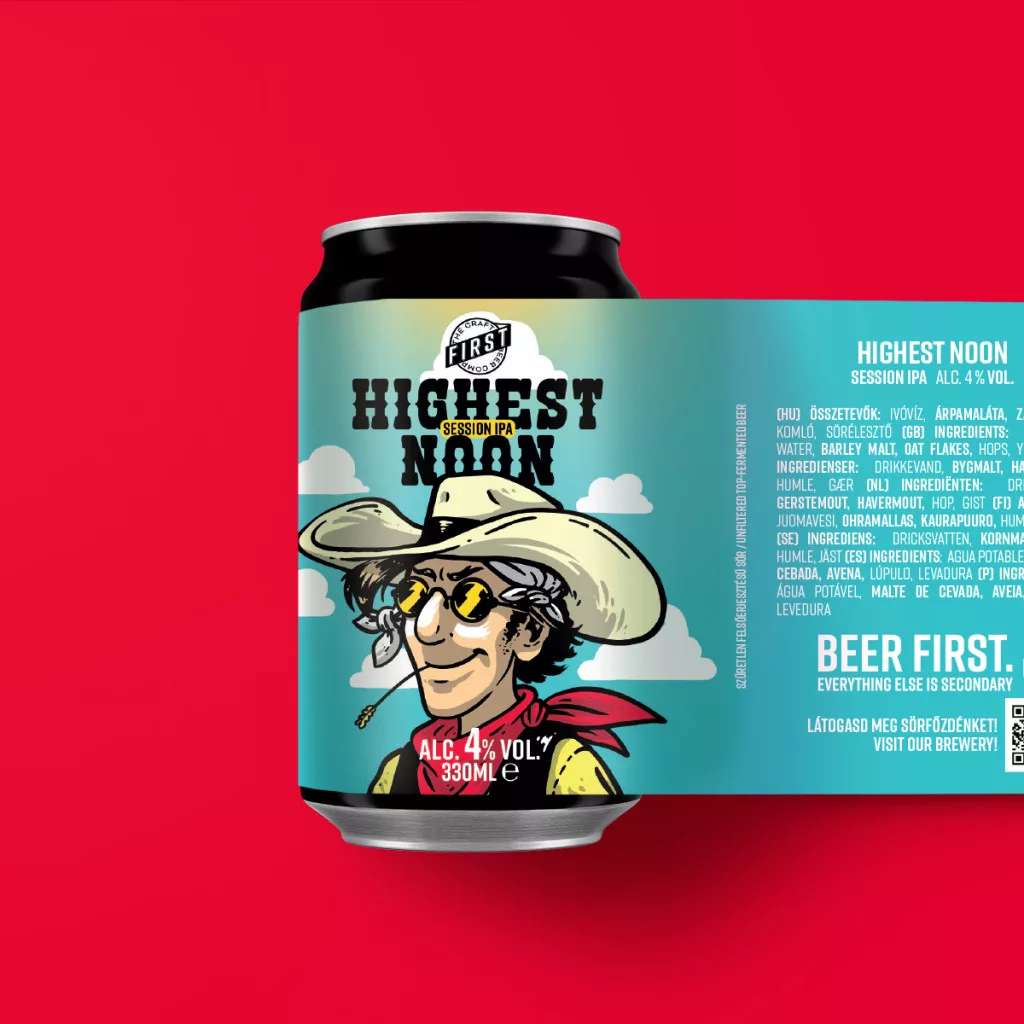 THE CRAFT
FIRST
BEER COMP
HIGHEST
SESSION IPA
NOON
ALC. 4% VOL.
330ML ℮
SZŰRETLEN FELSŐERJESZTÉSŰ SÖR / UNFILTERED TOP-FERMENTED BEER
HIGHEST NOON
SESSION IPA ALC. 4 % VOL.
(HU) ÖSSZETEVŐK: IVÓVÍZ, ÁRPAMALÁTA,
KOMLÓ, SÖRÉLESZTŐ (GB) INGREDIENTS:
WATER, BARLEY MALT, OAT FLAKES, HOPS,
INGREDIENSER: DRIKKEVAND, BYGMALT,
HUMLE, GÆR (NL) INGREDIËNTEN:
GERSTEMOUT, HAVERMOUT, HOP, GIST (FI)
JUOMAVESI, OHRAMALLAS, KAURAPUURO,
(SE) INGREDIENS: DRICKSVATTEN,
HUMLE, JÄST (ES) INGREDIENTS: AGUA POTABLE
CEBADA, AVENA, LÚPULO, LEVADURA (P)
ÁGUA POTÁVEL, MALTE DE CEVADA, AVEIA,
LEVEDURA
BEER FIRST.
EVERYTHING ELSE IS SECONDARY
LÁTOGASD MEG SÖRFŐZDÉNKET!
VISIT OUR BREWERY!